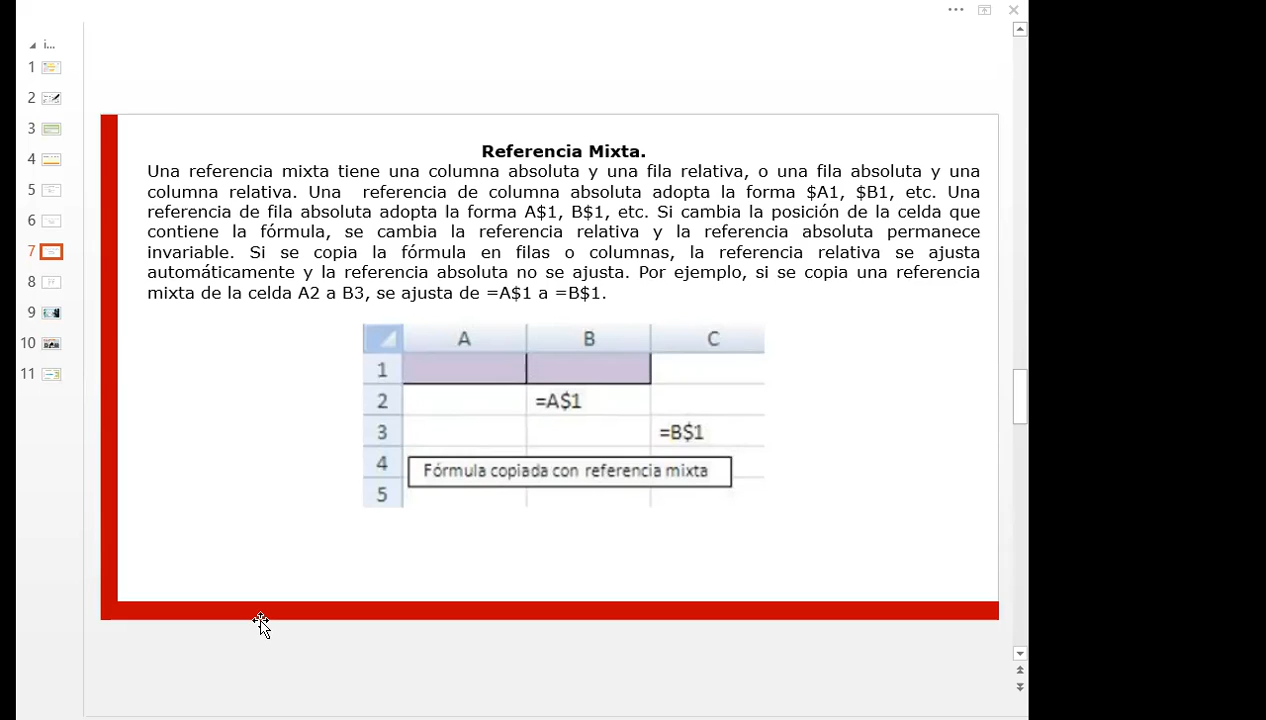 i...
1
2
3
4
5
6
7
8
9
10
11
Referencia Mixta.
Una referencia mixta tiene una columna absoluta y una fila relativa, o una fila absoluta y una
columna relativa. Una referencia de columna absoluta adopta la forma $A1, $B1, etc. Una
referencia de fila absoluta adopta la forma A$1, B$1, etc. Si cambia la posición de la celda que
contiene la fórmula, se cambia la referencia relativa y la referencia absoluta permanece
invariable. Si se copia la fórmula en filas o columnas, la referencia relativa se ajusta
automáticamente y la referencia absoluta no se ajusta. Por ejemplo, si se copia una referencia
mixta de la celda A2 a B3, se ajusta de =A$1 a =B$1.
A B C
1
2 =A$1
3 =B$1
4
Fórmula copiada con referencia mixta
5